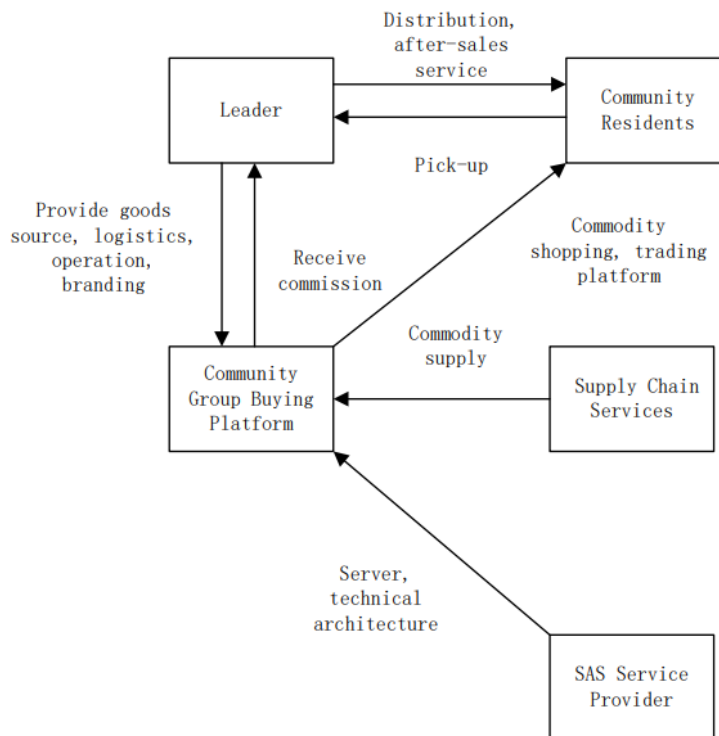 Distribution,
after-sales
service
Leader
Community
Residents
Pick-up
Provide goods
source, logistics,
operation,
branding
Receive
commission
Commodity
shopping, trading
platform
Commodity
supply
Community
Group Buying
Platform
Supply Chain
Services
Server,
technical
architecture
SAS Service
Provider